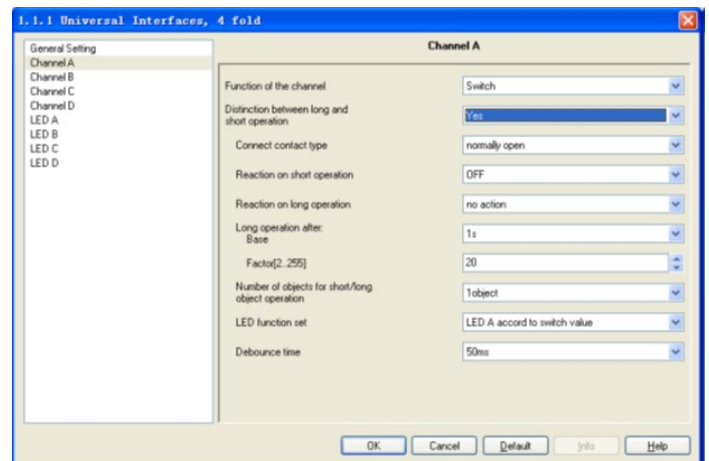 1.1.1 Universal Interfaces, 4 fold
General Setting
Channel A
Channel B
Channel C
Channel D
LED A
LED B
LED C
LED D
Channel A
Function of the channel
Switch
Distinction between long and
short operation
Yes
Connect contact type
normally open
Reaction on short operation
OFF
Reaction on long operation
no action
Long operation after:
Base
1s
Factor[2..255]
20
Number of objects for short/long
object operation
1object
LED function set
LED A accord to switch value
Debounce time
50ms
OK
Cancel
Default
Info
Help